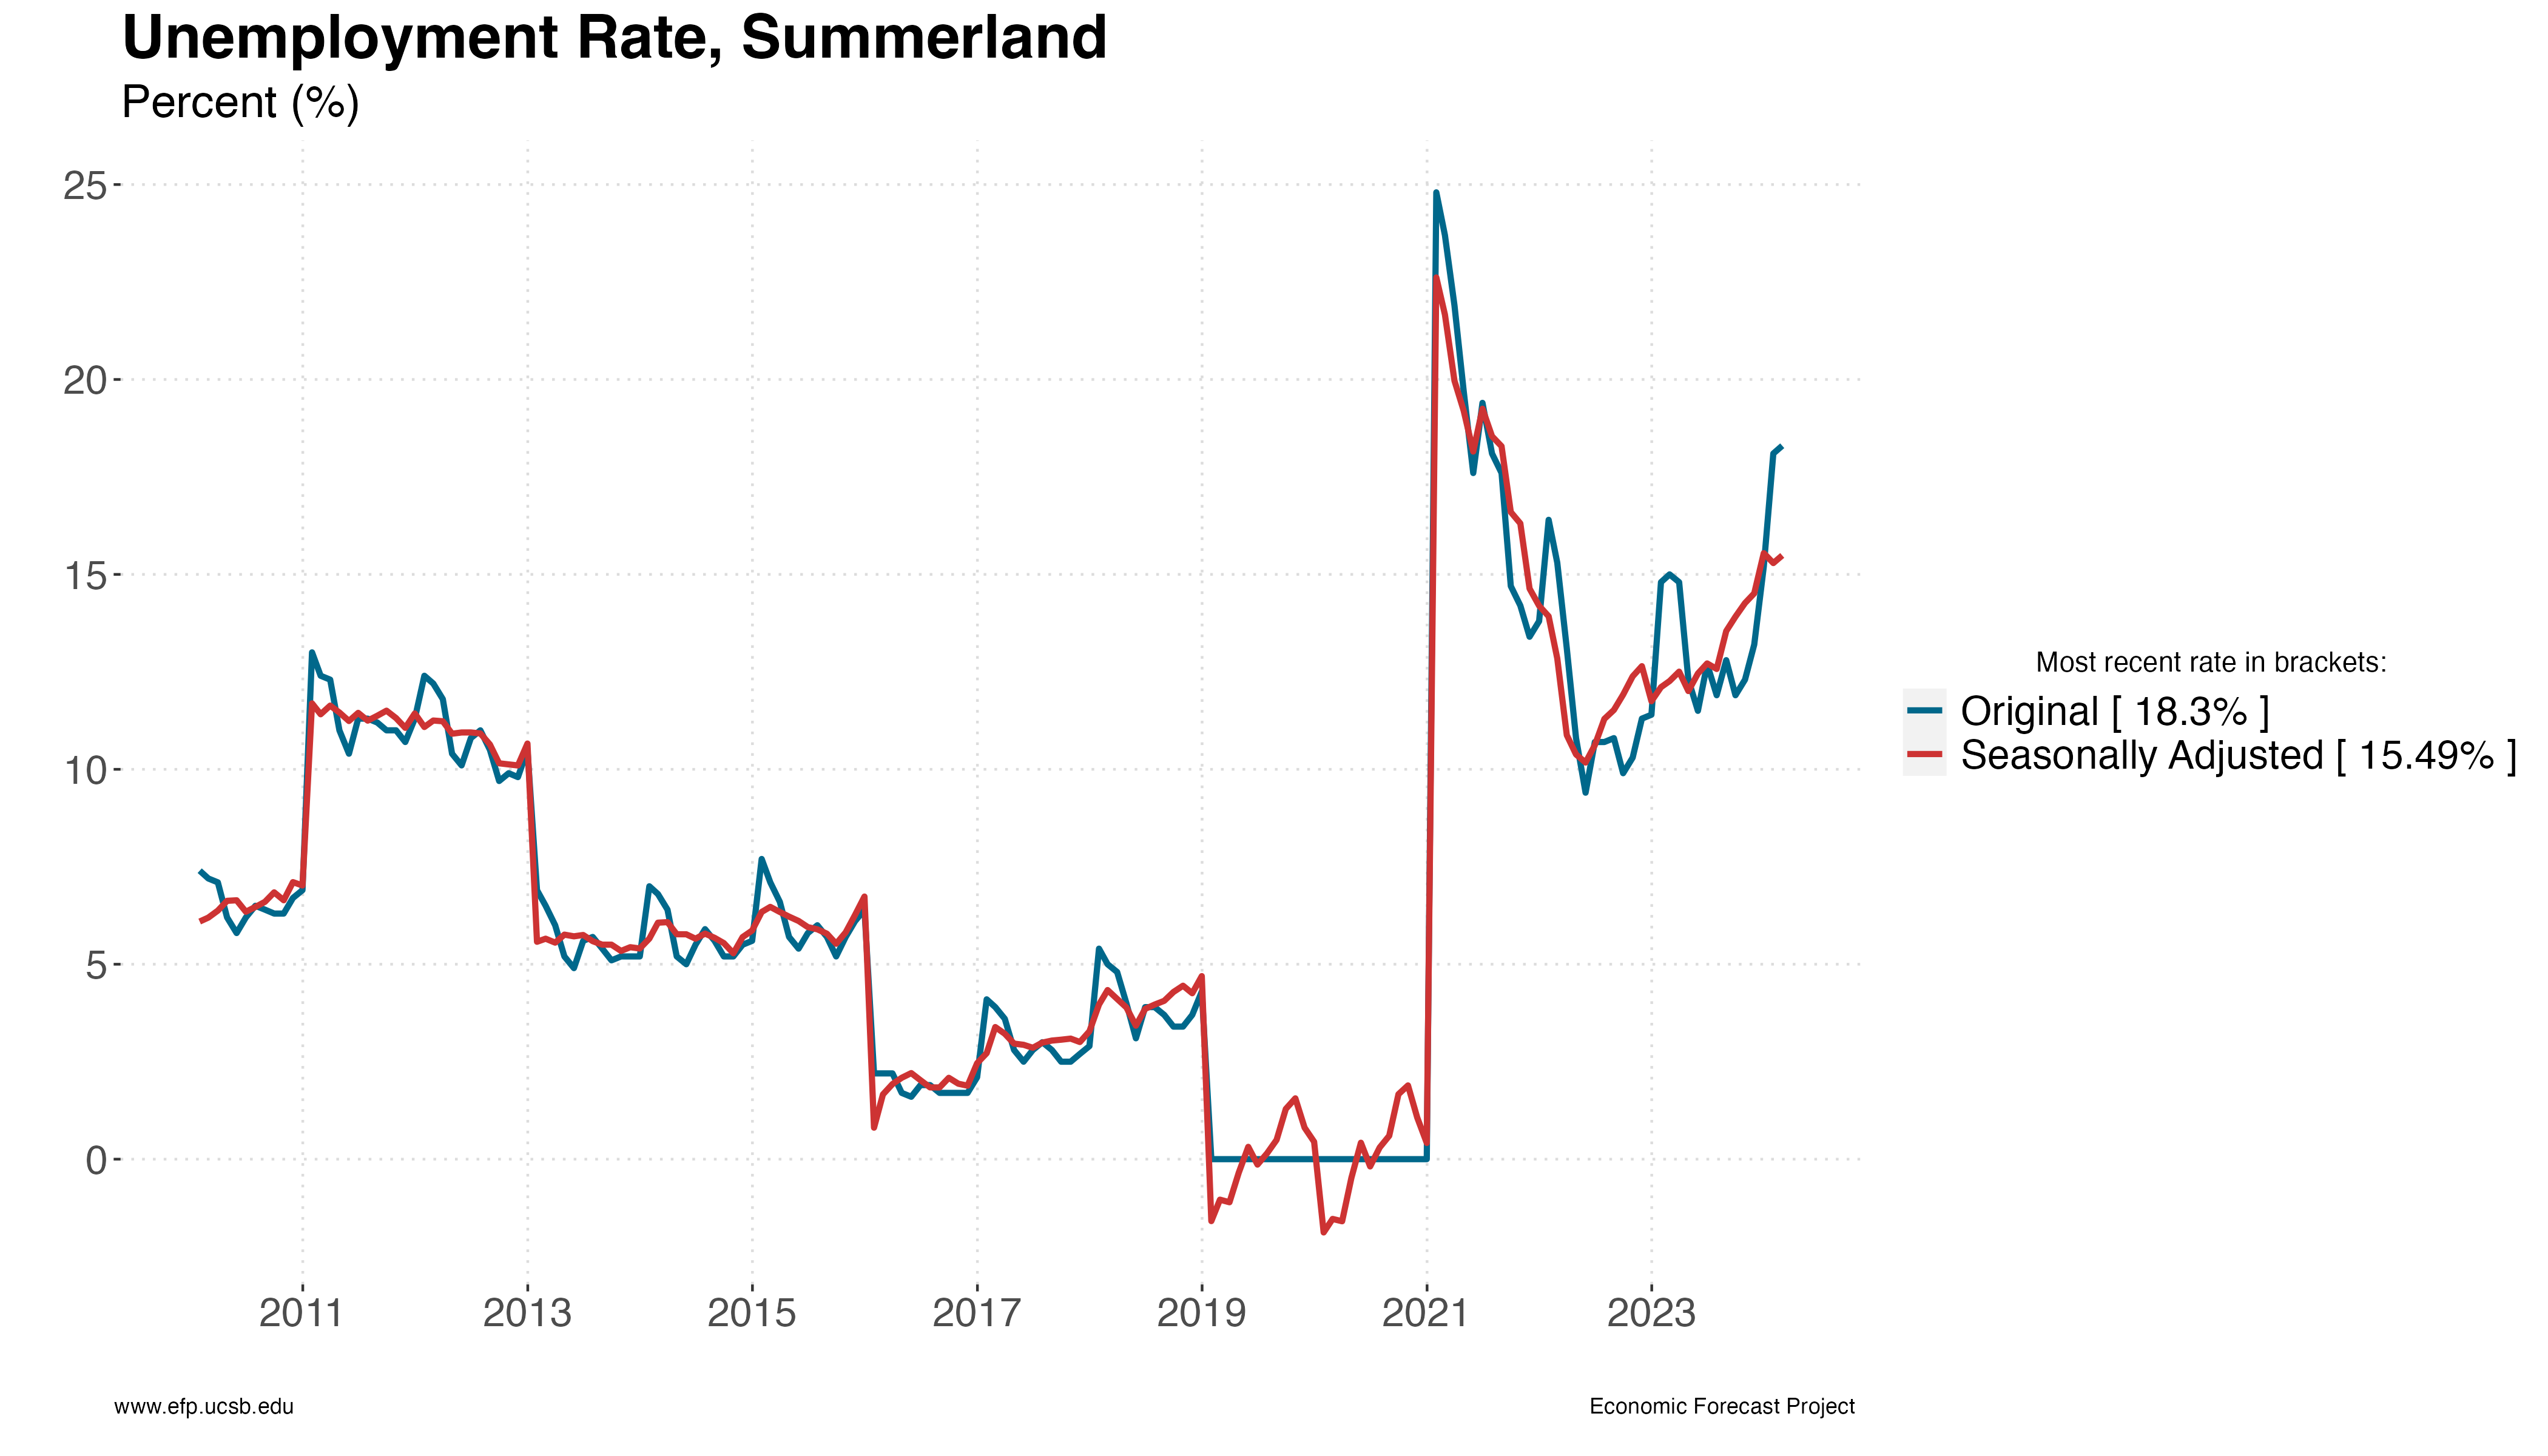 Unemployment Rate, Summerland
Percent (%)
25
20
15
10
5
0
2011 2013 2015 2017 2019 2021 2023
Most recent rate in brackets:
Original [ 18.3% ]
Seasonally Adjusted [ 15.49% ]
www.efp.ucsb.edu
Economic Forecast Project